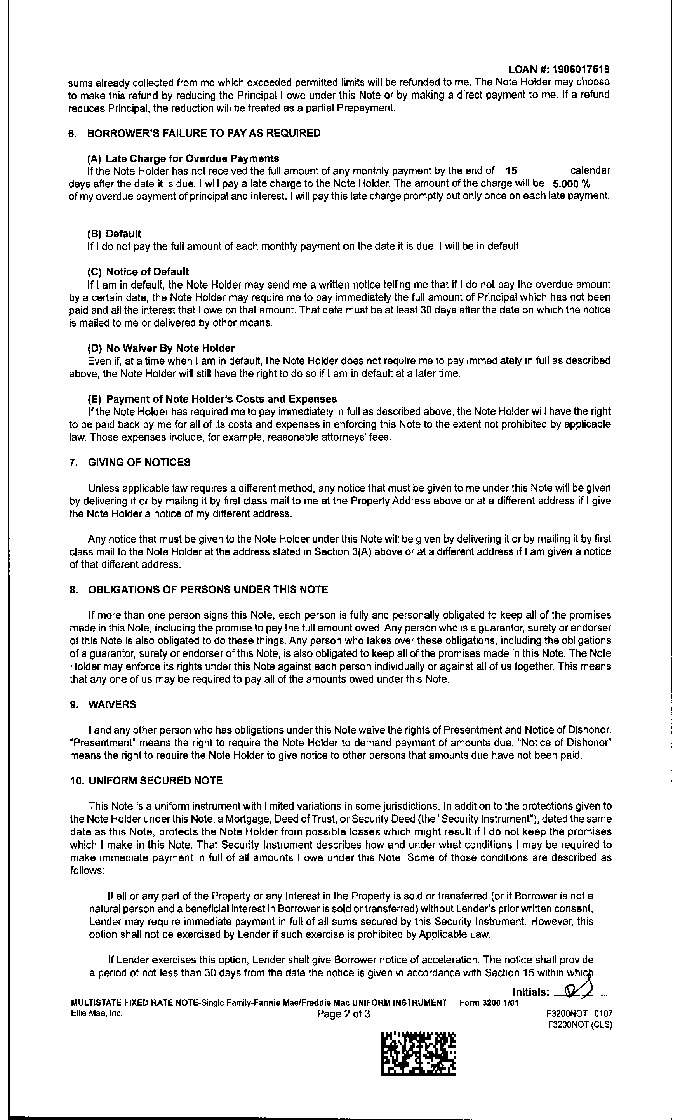 LOAN #: 1906017619
sums already collected from me which exceeded permitted limits will be refunded to me. The Note Holder may choose
to make this refund by reducing the Principal I owe under this Note or by making a direct payment to me. If a refund
reduces Principal, the reduction will be treated as a partial Prepayment.
6. BORROWER'S FAILURE TO PAY AS REQUIRED
(A) Late Charge for Overdue Payments
If the Note Holder has not received the full amount of any monthly payment by the end of 15 calendar
days after the date it is due, I will pay a late charge to the Note Holder. The amount of the charge will be 5.000 %
of my overdue payment of principal and interest. I will pay this late charge promptly but only once on each late payment.
(B) Default
If I do not pay the full amount of each monthly payment on the date it is due, I will be in default.
(C) Notice of Default
If I am in default, the Note Holder may send me a written notice telling me that if I do not pay the overdue amount
by a certain date, the Note Holder may require me to pay immediately the full amount of Principal which has not been
paid and all the interest that I owe on that amount. That date must be at least 30 days after the date on which the notice
is mailed to me or delivered by other means.
(D) No Waiver By Note Holder
Even if, at a time when I am in default, the Note Holder does not require me to pay immediately in full as described
above, the Note Holder will still have the right to do so if I am in default at a later time.
(E) Payment of Note Holder's Costs and Expenses
If the Note Holder has required me to pay immediately in full as described above, the Note Holder will have the right
to be paid back by me for all of its costs and expenses in enforcing this Note to the extent not prohibited by applicable
law. Those expenses include, for example, reasonable attorneys' fees.
7. GIVING OF NOTICES
Unless applicable law requires a different method, any notice that must be given to me under this Note will be given
by delivering it or by mailing it by first class mail to me at the Property Address above or at a different address if I give
the Note Holder a notice of my different address.
Any notice that must be given to the Note Holder under this Note will be given by delivering it or by mailing it by first
class mail to the Note Holder at the address stated in Section 3(A) above or at a different address if I am given a notice
of that different address.
8. OBLIGATIONS OF PERSONS UNDER THIS NOTE
If more than one person signs this Note, each person is fully and personally obligated to keep all of the promises
made in this Note, including the promise to pay the full amount owed. Any person who is a guarantor, surety or endorser
of this Note is also obligated to do these things. Any person who takes over these obligations, including the obligations
of a guarantor, surety or endorser of this Note, is also obligated to keep all of the promises made in this Note. The Note
Holder may enforce its rights under this Note against each person individually or against all of us together. This means
that any one of us may be required to pay all of the amounts owed under this Note.
9. WAIVERS
I and any other person who has obligations under this Note waive the rights of Presentment and Notice of Dishonor.
"Presentment" means the right to require the Note Holder to demand payment of amounts due. "Notice of Dishonor"
means the right to require the Note Holder to give notice to other persons that amounts due have not been paid.
10. UNIFORM SECURED NOTE
This Note is a uniform instrument with limited variations in some jurisdictions. In addition to the protections given to
the Note Holder under this Note, a Mortgage, Deed of Trust, or Security Deed (the "Security Instrument"), dated the same
date as this Note, protects the Note Holder from possible losses which might result if I do not keep the promises
which I make in this Note. That Security Instrument describes how and under what conditions I may be required to
make immediate payment in full of all amounts I owe under this Note. Some of those conditions are described as
follows:
If all or any part of the Property or any Interest in the Property is sold or transferred (or if Borrower is not a
natural person and a beneficial interest in Borrower is sold or transferred) without Lender's prior written consent,
Lender may require immediate payment in full of all sums secured by this Security Instrument. However, this
option shall not be exercised by Lender if such exercise is prohibited by Applicable Law.
If Lender exercises this option, Lender shall give Borrower notice of acceleration. The notice shall provide
a period of not less than 30 days from the date the notice is given in accordance with Section 15 within which
Initials:
MULTISTATE FIXED RATE NOTE-Single Family-Fannie Mae/Freddie Mac UNIFORM INSTRUMENT Form 3200 1/01
Ellie Mae, Inc. Page 2 of 3 F3200NOT 0107
F3200NOT (CLS)